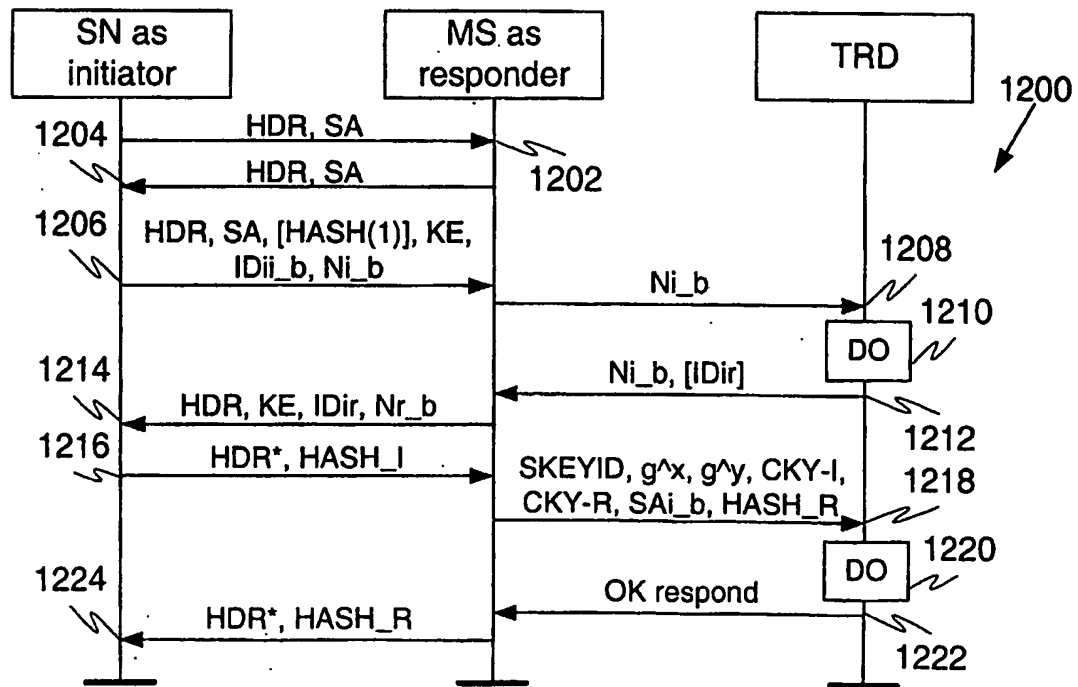 SN as
initiator
MS as
responder
TRD
1200
1204
HDR, SA
1202
HDR, SA
1206
HDR, SA, [HASH(1)], KE,
IDii_b, Ni_b
1208
Ni_b
1210
DO
1214
Ni_b, [IDir]
HDR, KE, IDir, Nr_b
1212
1216
HDR*, HASH_I
SKEYID, g^x, g^y, CKY-I,
CKY-R, SAi_b, HASH_R
1218
1220
DO
1224
OK respond
HDR*, HASH_R
1222